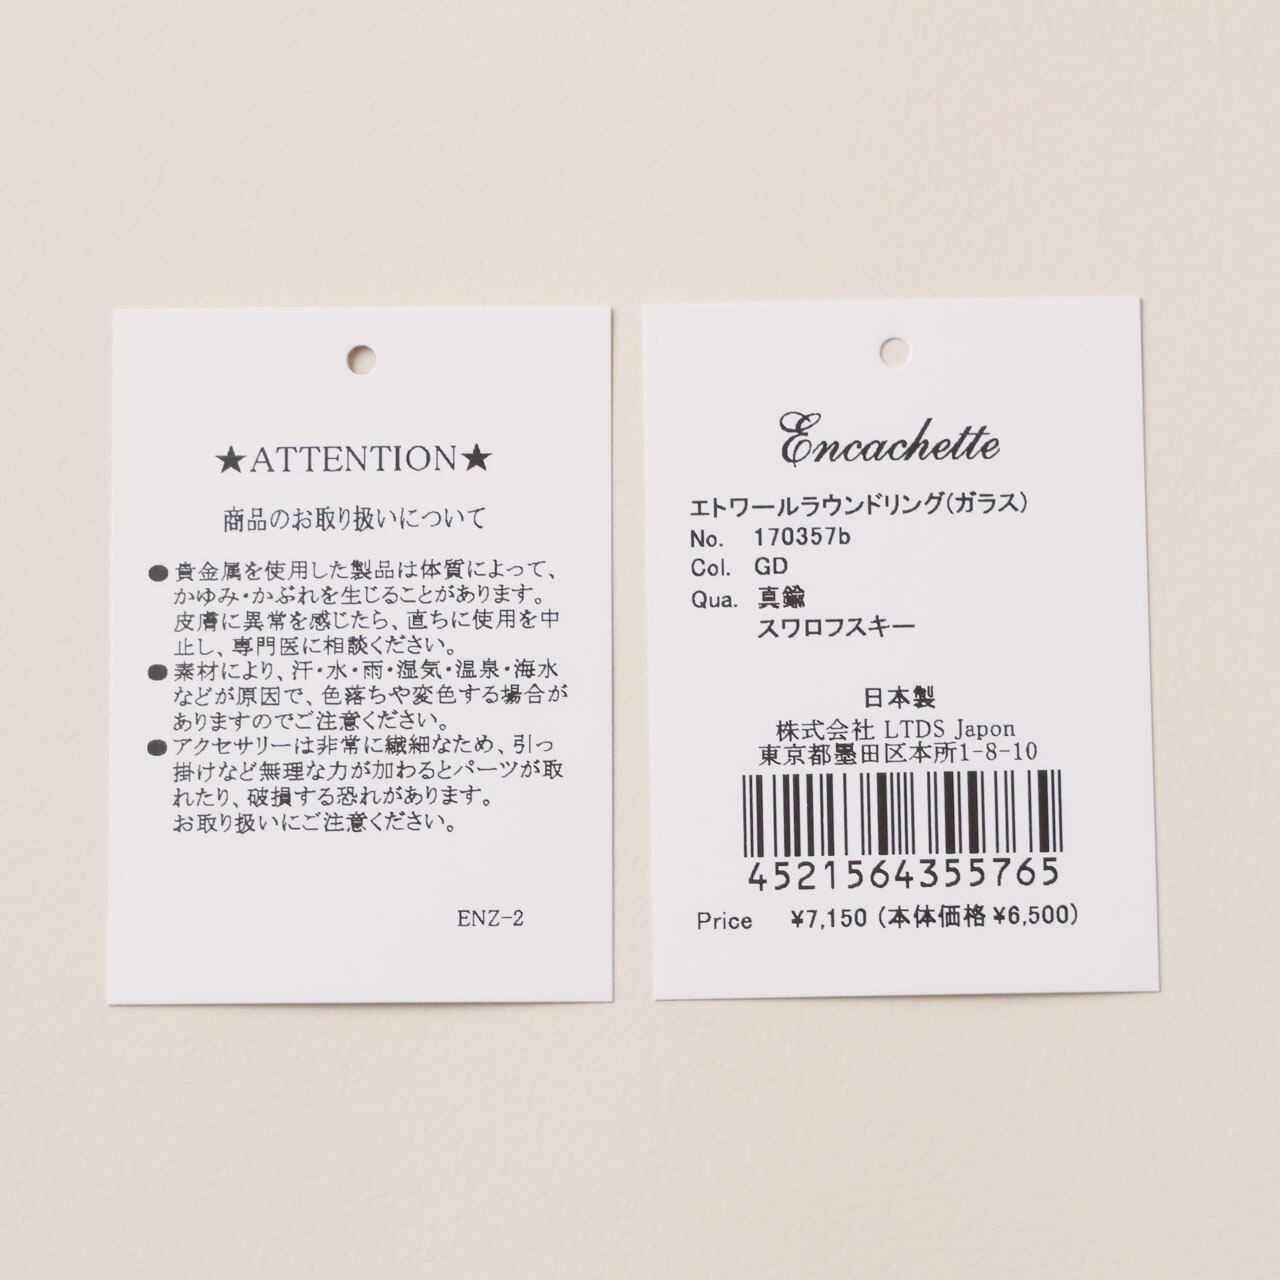 ★ATTENTION★
商品のお取り扱いについて
●貴金属を使用した製品は体質によって、
かゆみ・かぶれを生じることがあります。
皮膚に異常を感じたら、直ちに使用を中
止し、専門医に相談ください。
●素材により、汗・水・雨・湿気・温泉・海水
などが原因で、色落ちや変色する場合が
ありますのでご注意ください。
●アクセサリーは非常に繊細なため、引っ
掛けなど無理な力が加わるとパーツが取
れたり、破損する恐れがあります。
お取り扱いにご注意ください。
ENZ-2
Encachette
エトワールラウンドリング(ガラス)
No. 170357b
Col. GD
Qua. 真鍮
スワロフスキー
日本製
株式会社 LTDS Japon
東京都墨田区本所1-8-10
4521564355765
Price ¥7,150 (本体価格 ¥6,500)